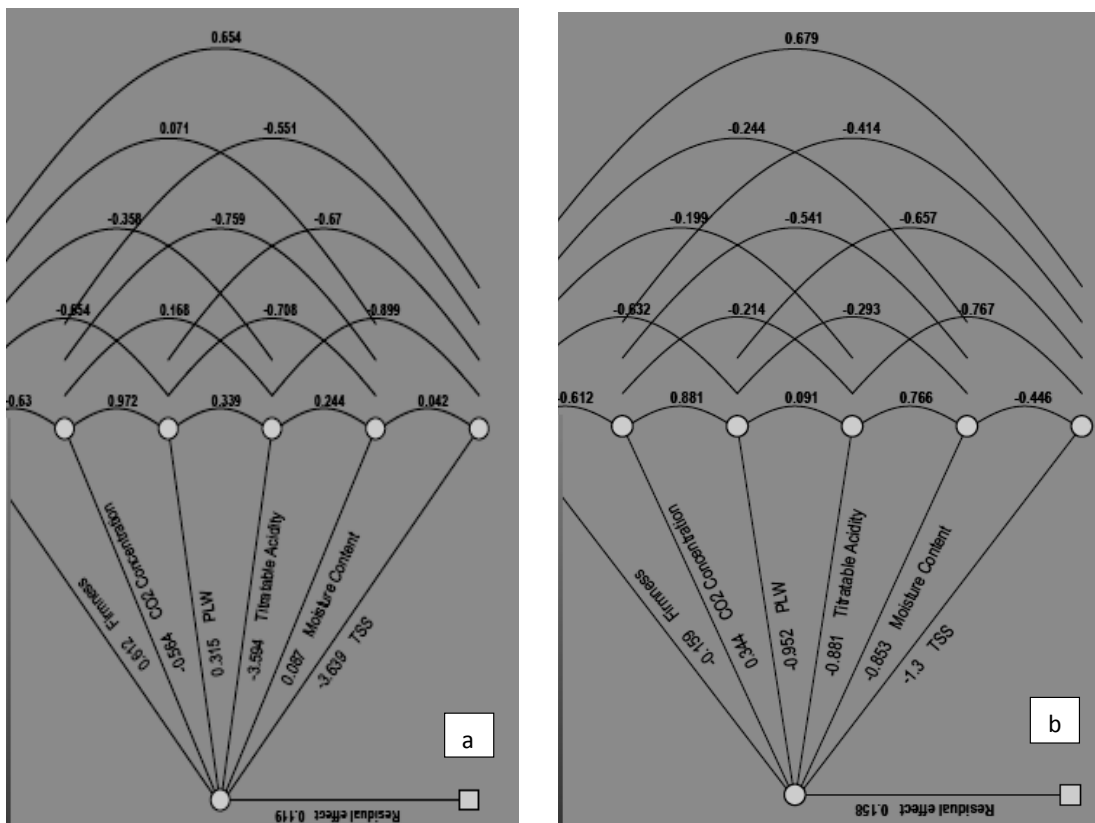 0.654
0.071 -0.551
-0.358 -0.759 -0.67
-0.654 0.168 -0.708 -0.899
-0.63 0.972 0.339 0.244 0.042
0.612 Firmness
-0.564 CO2 Concentration
0.315 PLW
-3.594 Titratable Acidity
0.087 Moisture Content
-3.639 TSS
a
Residual effect 0.119
0.679
-0.244 -0.414
-0.199 -0.541 -0.657
-0.632 -0.214 -0.293 0.767
-0.612 0.881 0.091 0.766 -0.446
-0.159 Firmness
0.344 CO2 Concentration
-0.952 PLW
-0.881 Titratable Acidity
-0.853 Moisture Content
-1.3 TSS
b
Residual effect 0.158